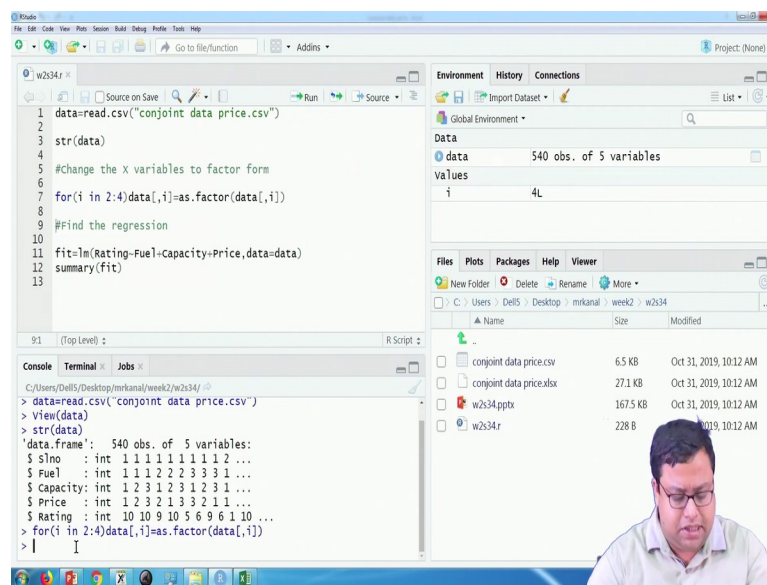 RStudio
File Edit Code View Plots Session Build Debug Profile Tools Help
Go to file/function
Addins
Project: (None)
w2s34.r
Source on Save
Run
Source
1 data=read.csv("conjoint data price.csv")
2
3 str(data)
4
5 #Change the X variables to factor form
6
7 for(i in 2:4)data[,i]=as.factor(data[,i])
8
9 #Find the regression
10
11 fit=lm(Rating~Fuel+Capacity+Price,data=data)
12 summary(fit)
13
9:1 (Top Level) R Script
Console Terminal Jobs
C:/Users/Dell5/Desktop/mrkanal/week2/w2s34/
> data=read.csv("conjoint data price.csv")
> View(data)
> str(data)
'data.frame': 540 obs. of 5 variables:
$ Slno : int 1 1 1 1 1 1 1 1 1 2 ...
$ Fuel : int 1 1 1 2 2 2 3 3 3 1 ...
$ Capacity: int 1 2 3 1 2 3 1 2 3 1 ...
$ Price : int 1 2 3 2 1 3 3 2 1 1 ...
$ Rating : int 10 10 9 10 5 6 9 6 1 10 ...
> for(i in 2:4)data[,i]=as.factor(data[,i])
>
Environment History Connections
Import Dataset
List
Global Environment
Data
data 540 obs. of 5 variables
Values
i 4L
Files Plots Packages Help Viewer
New Folder Delete Rename More
C: Users Dell5 Desktop mrkanal week2 w2s34
Name Size Modified
..
conjoint data price.csv 6.5 KB Oct 31, 2019, 10:12 AM
conjoint data price.xlsx 27.1 KB Oct 31, 2019, 10:12 AM
w2s34.pptx 167.5 KB Oct 31, 2019, 10:12 AM
w2s34.r 228 B 2019, 10:12 AM